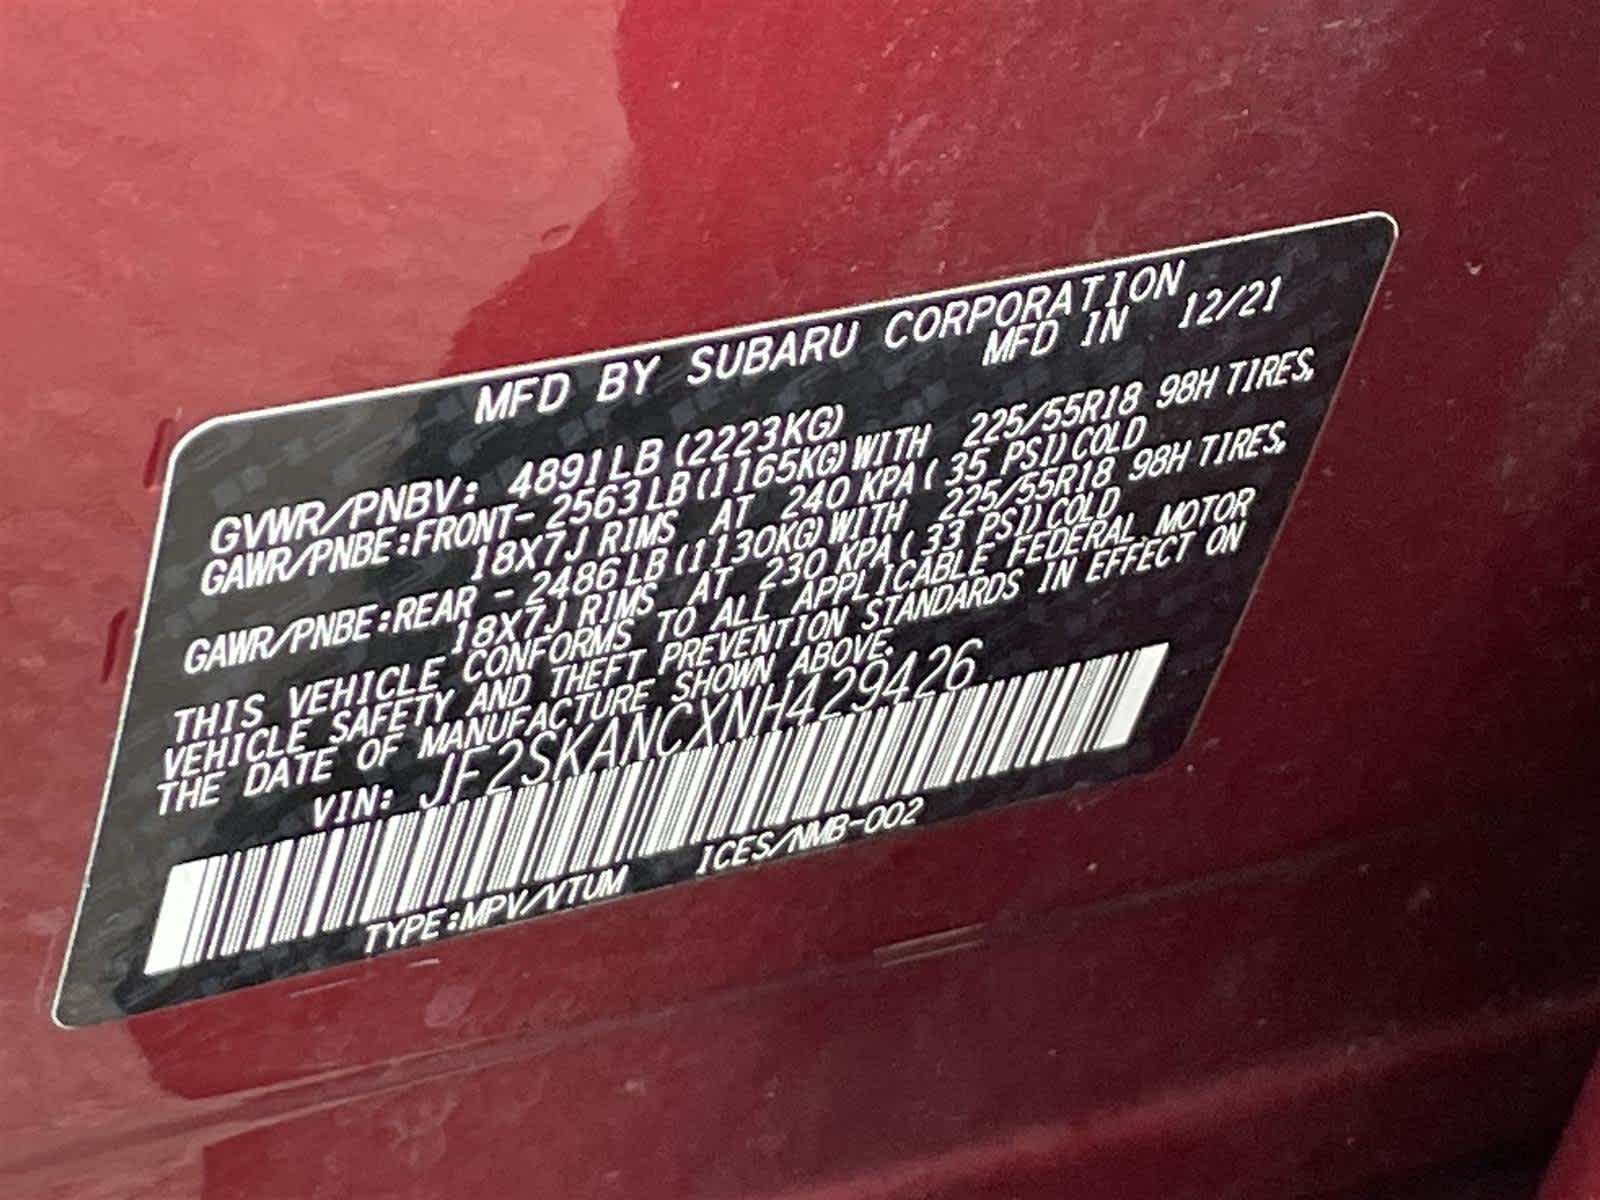 MFD BY SUBARU CORPORATION
MFD IN 12/21
GVWR/PNBV: 4891LB(2223KG)
GAWR/PNBE:FRONT- 2563LB(1165KG)WITH 225/55R18 98H TIRES,
18X7J RIMS AT 240 KPA( 35 PSI)COLD
GAWR/PNBE:REAR - 2486LB(1130KG)WITH 225/55R18 98H TIRES,
18X7J RIMS AT 230 KPA( 33 PSI)COLD
THIS VEHICLE CONFORMS TO ALL APPLICABLE FEDERAL MOTOR
VEHICLE SAFETY AND THEFT PREVENTION STANDARDS IN EFFECT ON
THE DATE OF MANUFACTURE SHOWN ABOVE.
VIN: JF2SKANCXNH429426
TYPE:MPV/VTUM ICES/NMB-002